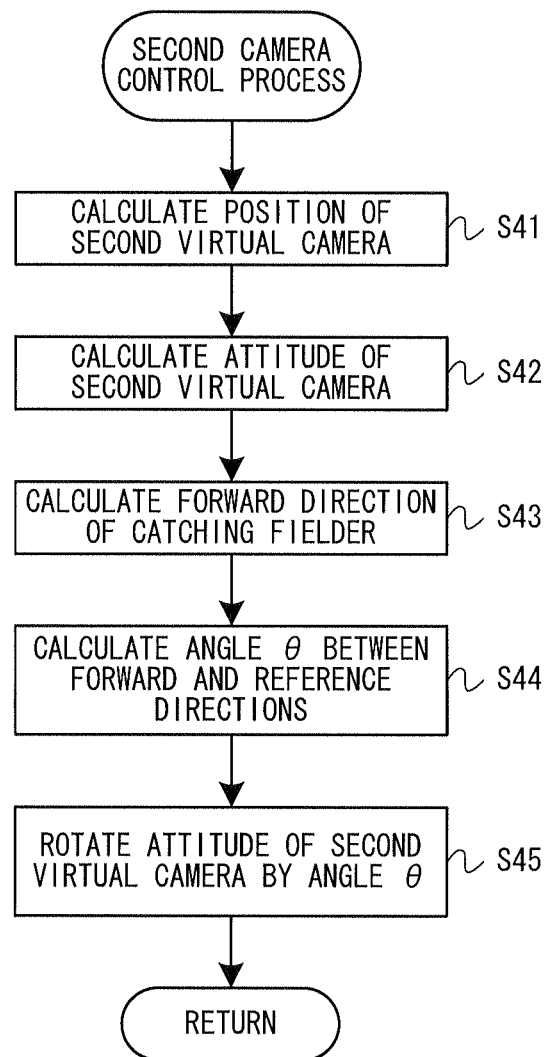 SECOND CAMERA
CONTROL PROCESS
CALCULATE POSITION OF
SECOND VIRTUAL CAMERA
S41
CALCULATE ATTITUDE OF
SECOND VIRTUAL CAMERA
S42
CALCULATE FORWARD DIRECTION
OF CATCHING FIELDER
S43
CALCULATE ANGLE θ BETWEEN
FORWARD AND REFERENCE
DIRECTIONS
S44
ROTATE ATTITUDE OF SECOND
VIRTUAL CAMERA BY ANGLE θ
S45
RETURN